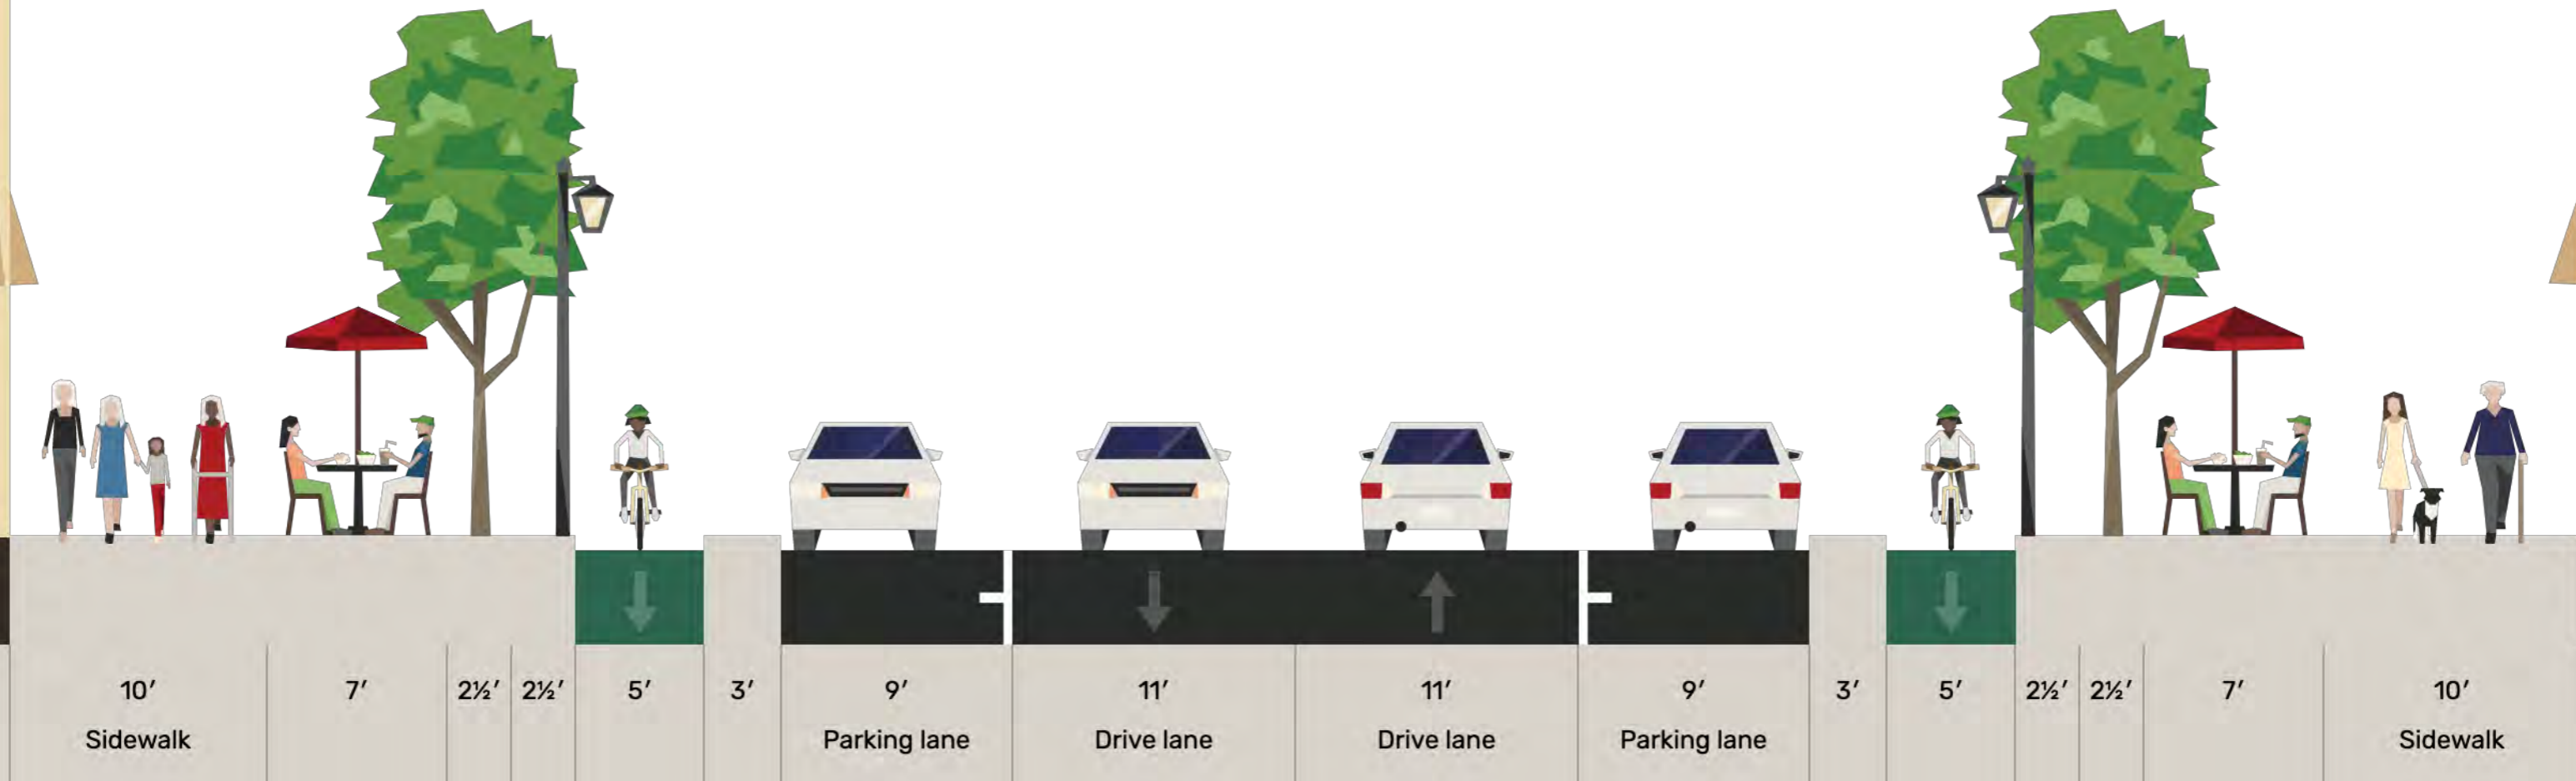 10′ 7′ 2½′ 2½′ 5′ 3′ 9′ 11′ 11′ 9′ 3′ 5′ 2½′ 2½′ 7′ 10′
Sidewalk Parking lane Drive lane Drive lane Parking lane Sidewalk